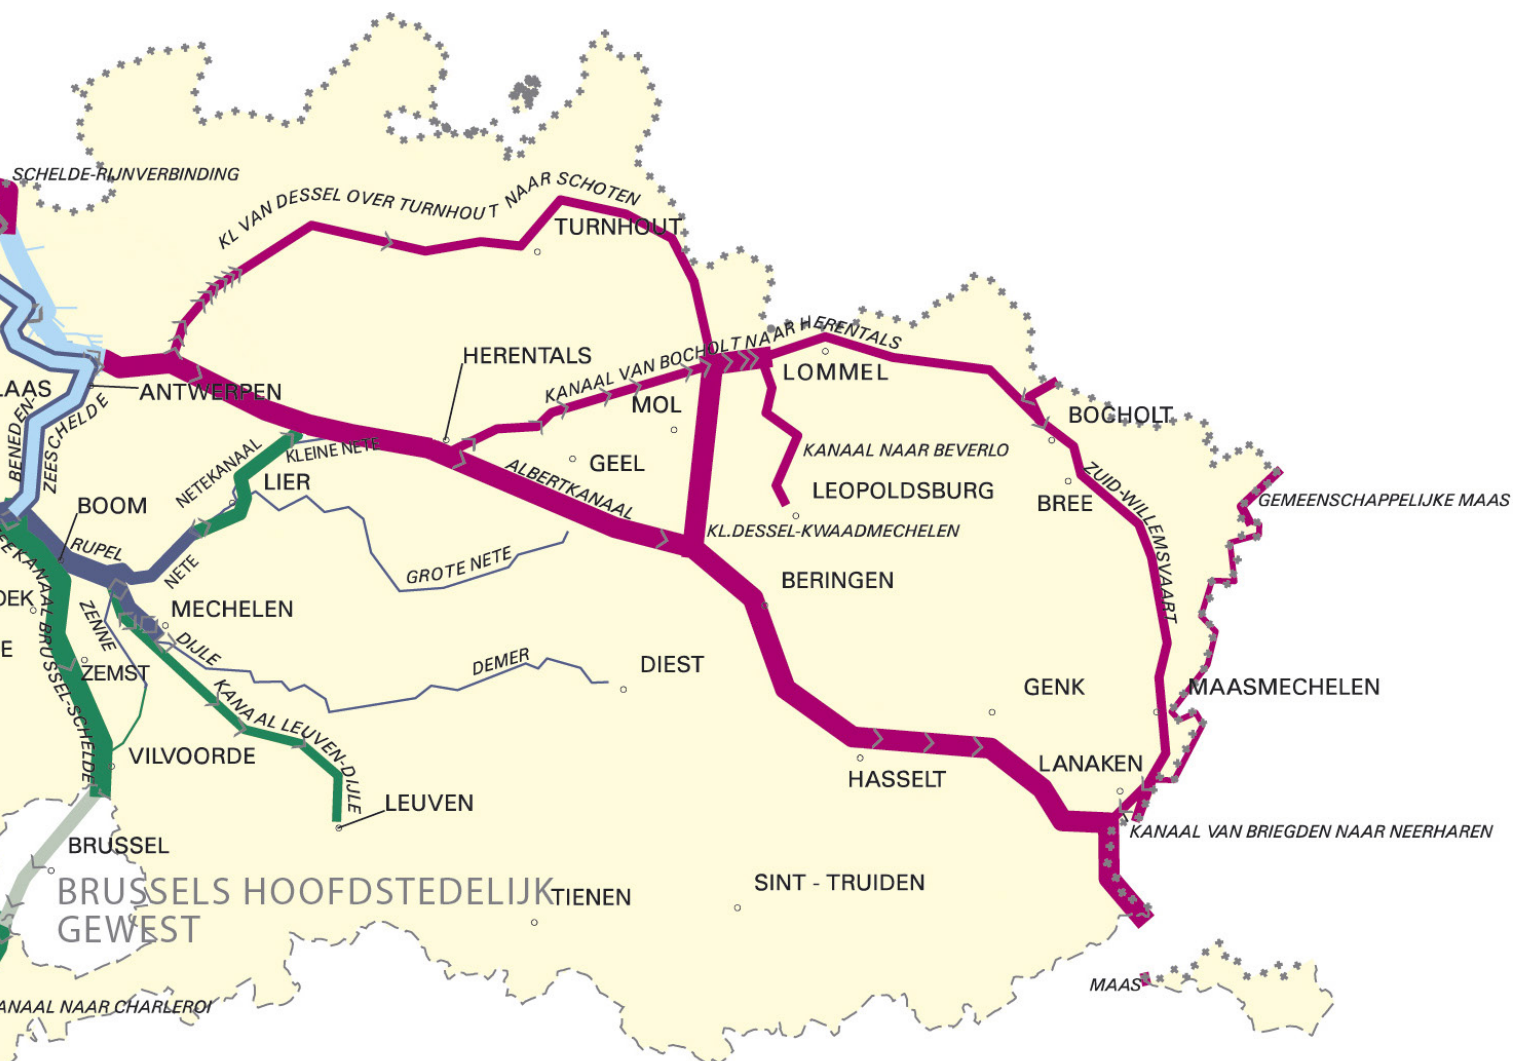 SCHELDE-RIJNVERBINDING
KL VAN DESSEL OVER TURNHOUT NAAR SCHOTEN
TURNHOUT
KANAAL VAN BOCHOLT NAAR HERENTALS
HERENTALS
LOMMEL
LAAS
ANTWERPEN
MOL
BOCHOLT
BENEDEN-
ZEESCHELDE
NETEKANAAL
KLEINE NETE
GEEL
KANAAL NAAR BEVERLO
LIER
ALBERTKANAAL
LEOPOLDSBURG
BREE
ZUID-WILLEMSVAART
GEMEENSCHAPPELIJKE MAAS
BOOM
KL.DESSEL-KWAADMECHELEN
RUPEL
NETE
GROTE NETE
BERINGEN
OEK
ZEEKANAAL BRUSSEL-SCHELDE
ZENNE
MECHELEN
E
DIJLE
DEMER
DIEST
ZEMST
GENK
MAASMECHELEN
KANAAL LEUVEN-DIJLE
VILVOORDE
HASSELT
LANAKEN
LEUVEN
KANAAL VAN BRIEGDEN NAAR NEERHAREN
BRUSSEL
BRUSSELS HOOFDSTEDELIJK
GEWEST
TIENEN
SINT - TRUIDEN
MAAS
ANAAL NAAR CHARLEROI